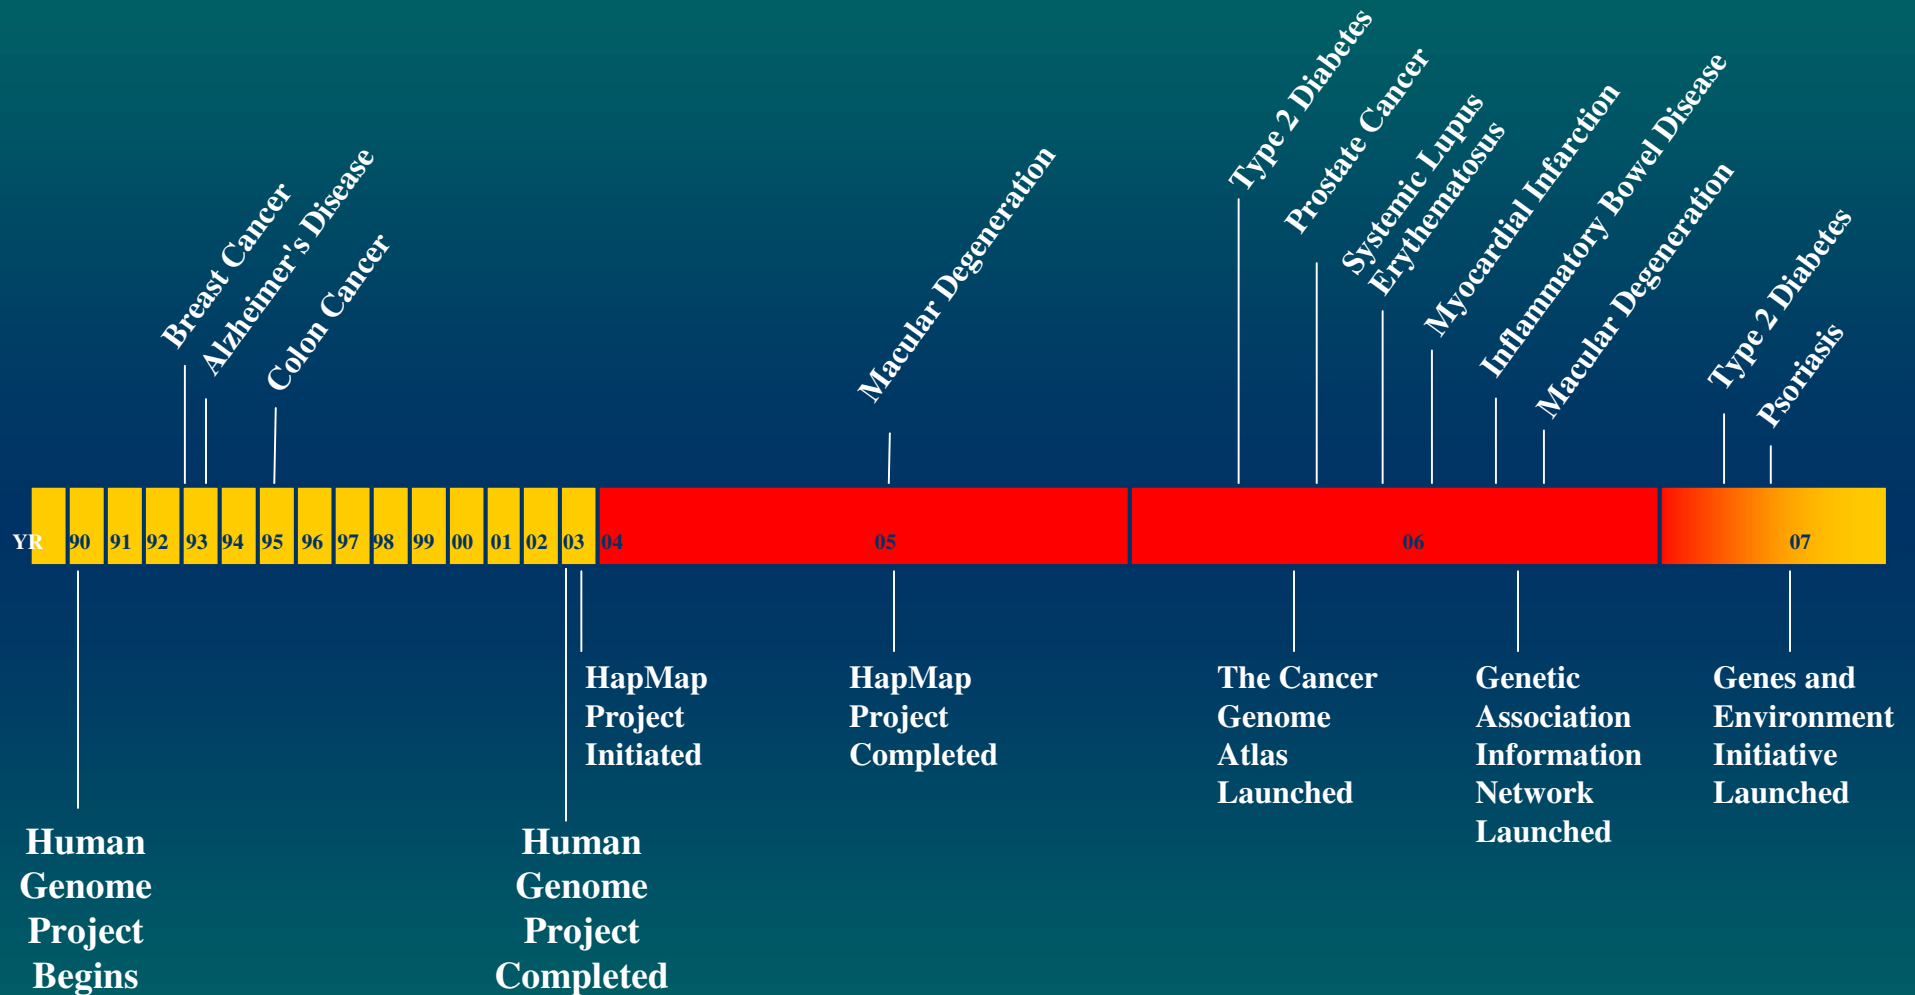 Breast Cancer
Alzheimer's Disease
Colon Cancer
Macular Degeneration
Type 2 Diabetes
Prostate Cancer
Systemic Lupus
Erythematosus
Myocardial Infarction
Inflammatory Bowel Disease
Macular Degeneration
Type 2 Diabetes
Psoriasis
YR 90 91 92 93 94 95 96 97 98 99 00 01 02 03 04 05 06 07
Human
Genome
Project
Begins
Human
Genome
Project
Completed
HapMap
Project
Initiated
HapMap
Project
Completed
The Cancer
Genome
Atlas
Launched
Genetic
Association
Information
Network
Launched
Genes and
Environment
Initiative
Launched